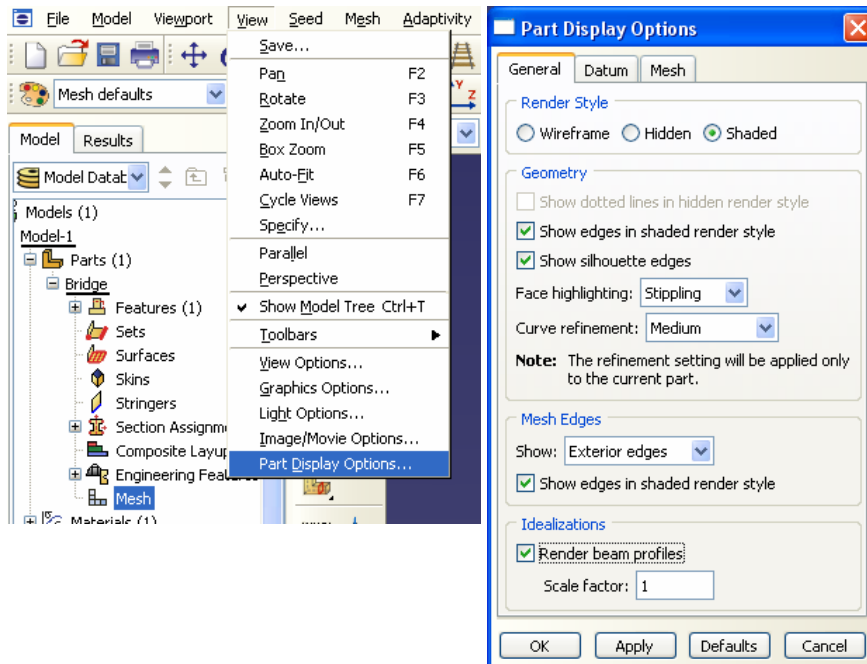 File Model Viewport View Seed Mesh Adaptivity
Mesh defaults
Model Results
Model Datab
Models (1)
Model-1
Parts (1)
Bridge
Features (1)
Sets
Surfaces
Skins
Stringers
Section Assignm
Composite Layup
Engineering Feat
Mesh
Materials (1)
Save...
Pan F2
Rotate F3
Zoom In/Out F4
Box Zoom F5
Auto-Fit F6
Cycle Views F7
Specify...
Parallel
Perspective
Show Model Tree Ctrl+T
Toolbars
View Options...
Graphics Options...
Light Options...
Image/Movie Options...
Part Display Options...
Y
Z
Part Display Options
General Datum Mesh
Render Style
Wireframe Hidden Shaded
Geometry
Show dotted lines in hidden render style
Show edges in shaded render style
Show silhouette edges
Face highlighting: Stippling
Curve refinement: Medium
Note: The refinement setting will be applied only
to the current part.
Mesh Edges
Show: Exterior edges
Show edges in shaded render style
Idealizations
Render beam profiles
Scale factor: 1
OK Apply Defaults Cancel